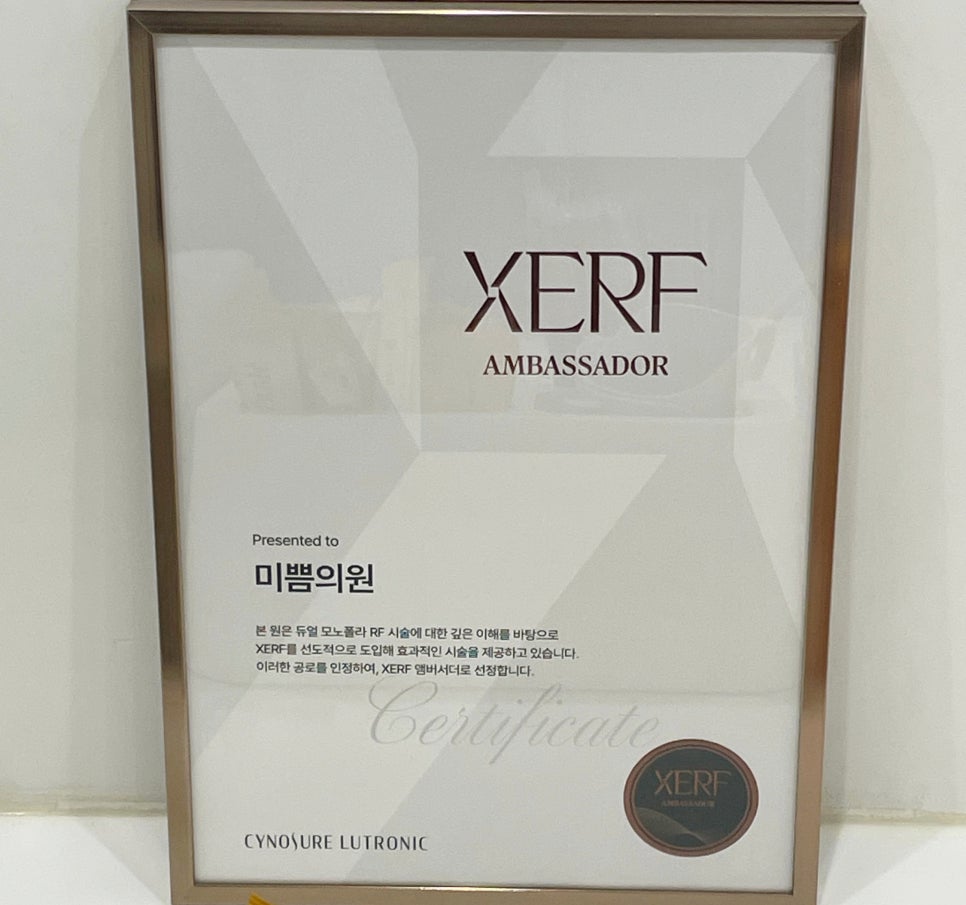 XERF
AMBASSADOR
Presented to
미쁨의원
본 원은 듀얼 모노폴라 RF 시술에 대한 깊은 이해를 바탕으로
XERF를 선도적으로 도입해 효과적인 시술을 제공하고 있습니다.
이러한 공로를 인정하여, XERF 앰버서더로 선정합니다.
Certificate
XERF
AMBASSADOR
CYNOSURE LUTRONIC